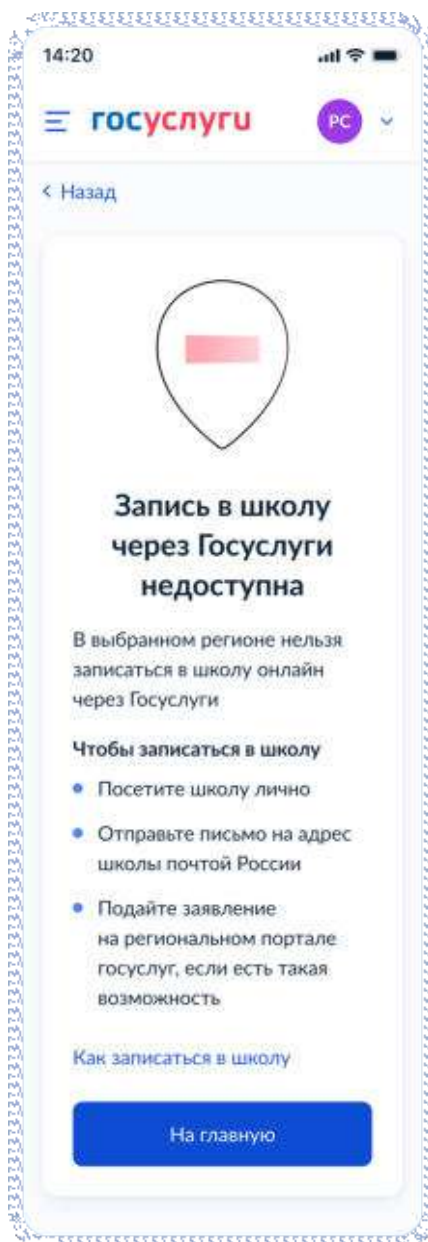 14:20
госуслуги
РС
Назад
Запись в школу
через Госуслуги
недоступна
В выбранном регионе нельзя
записаться в школу онлайн
через Госуслуги
Чтобы записаться в школу
Посетите школу лично
Отправьте письмо на адрес
школы почтой России
Подайте заявление
на региональном портале
госуслуг, если есть такая
возможность
Как записаться в школу
На главную